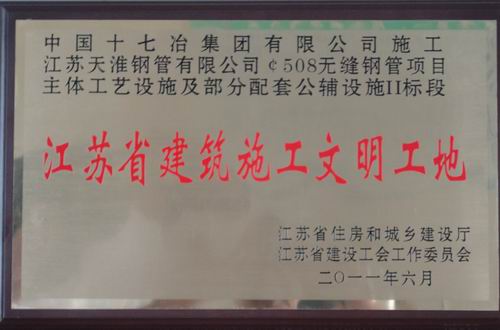 中国十七冶集团有限公司施工
江苏天淮钢管有限公司¢508无缝钢管项目
主体工艺设施及部分配套公辅设施II标段
江苏省建筑施工文明工地
江苏省住房和城乡建设厅
江苏省建设工会工作委员会
二〇一一年六月